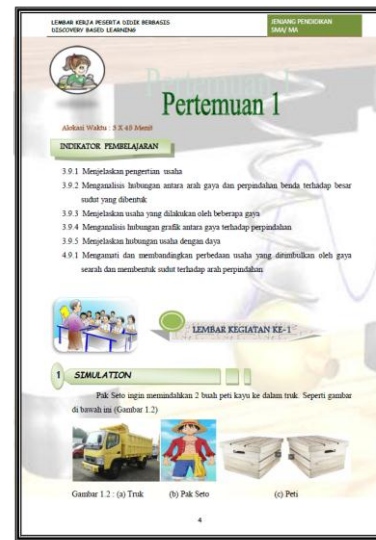 LEMBAR KERJA PESERTA DIDIK BERBASIS
DISCOVERY BASED LEARNING
JENJANG PENDIDIKAN
SMA/ MA
Pertemuan 1
Alokasi Waktu : 3 X 45 Menit
INDIKATOR PEMBELAJARAN
3.9.1 Menjelaskan pengertian usaha
3.9.2 Menganalisis hubungan antara arah gaya dan perpindahan benda terhadap besar
sudut yang dibentuk
3.9.3 Menjelaskan usaha yang dilakukan oleh beberapa gaya
3.9.4 Menganalisis hubungan grafik antara gaya terhadap perpindahan
3.9.5 Menjelaskan hubungan usaha dengan daya
4.9.1 Mengamati dan membandingkan perbedaan usaha yang ditimbulkan oleh gaya
searah dan membentuk sudut terhadap arah perpindahan
LEMBAR KEGIATAN KE-1
1 SIMULATION
Pak Seto ingin memindahkan 2 buah peti kayu ke dalam truk. Seperti gambar
di bawah ini (Gambar 1.2)
Gambar 1.2 : (a) Truk (b) Pak Seto (c) Peti
4